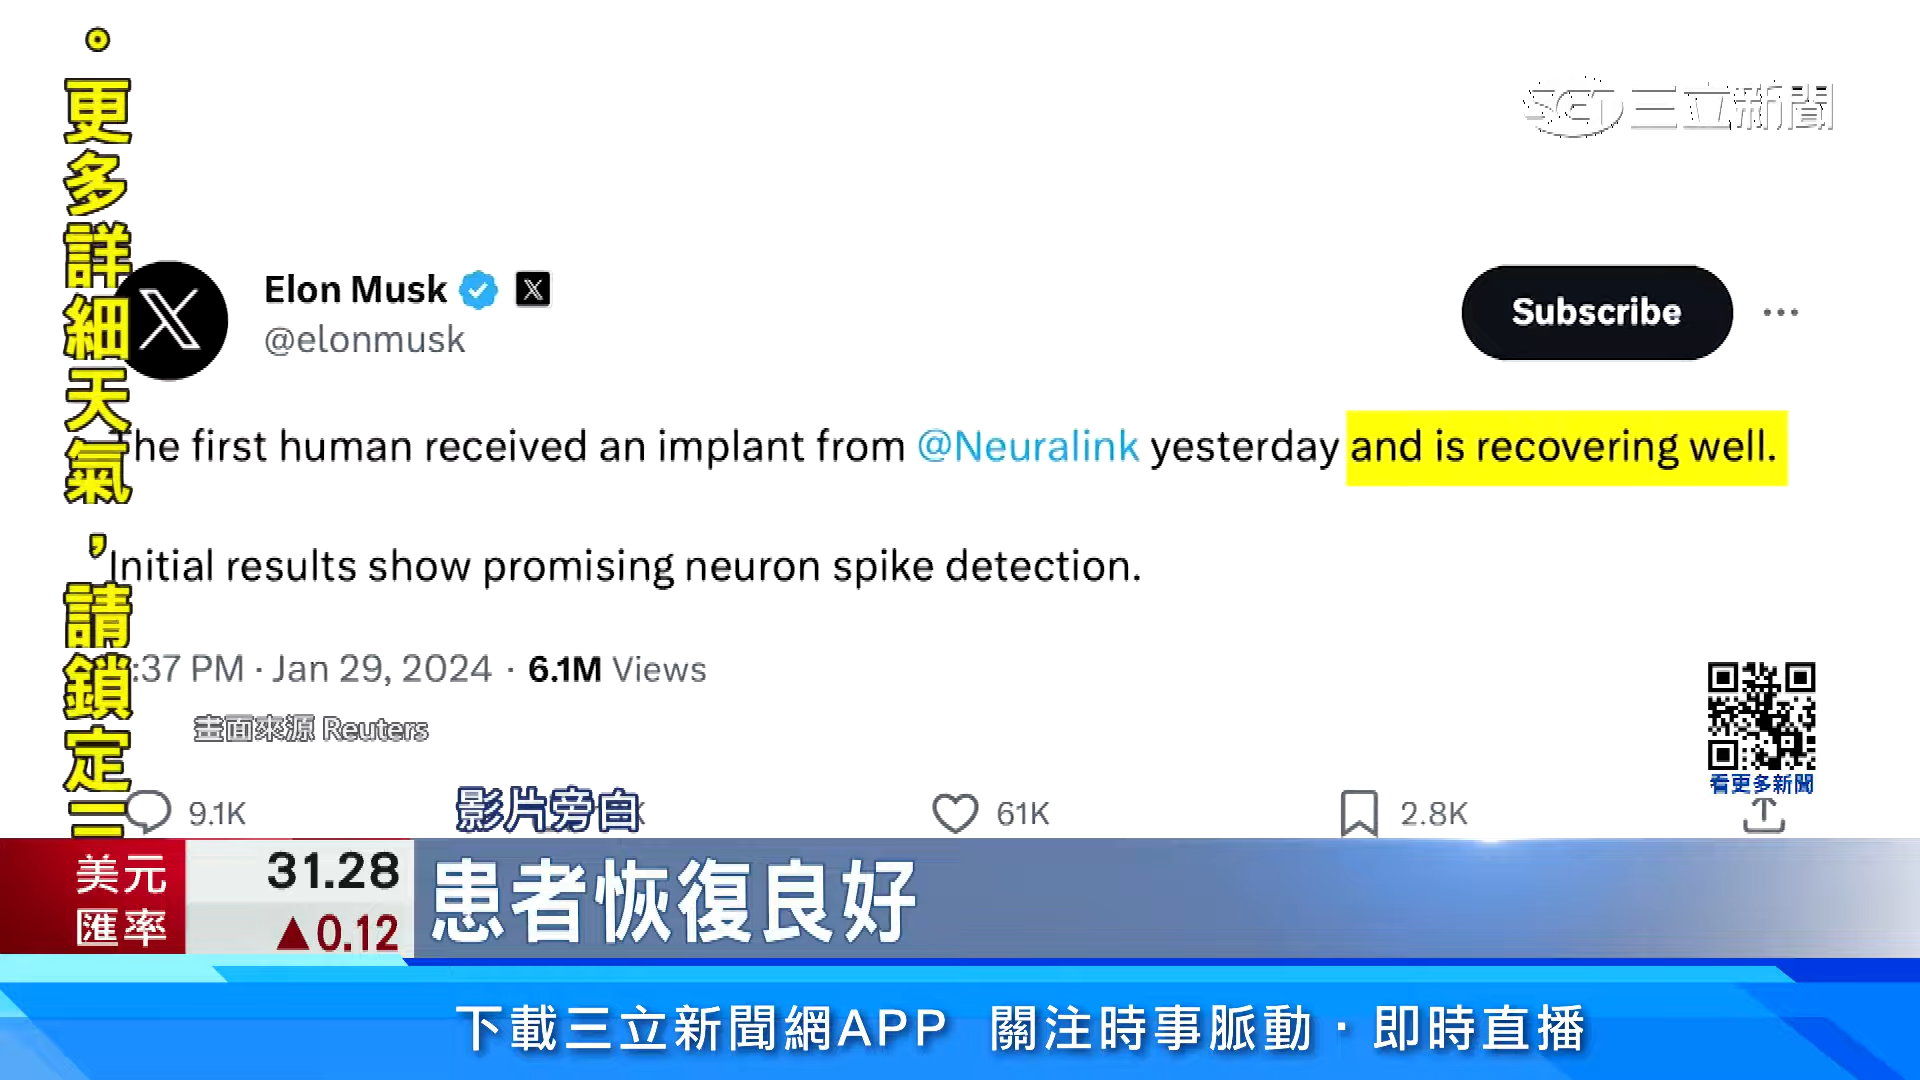 。更多詳細天氣，請鎖定三
SET三立新聞
Elon Musk
@elonmusk
Subscribe
The first human received an implant from @Neuralink yesterday and is recovering well.
Initial results show promising neuron spike detection.
:37 PM · Jan 29, 2024 · 6.1M Views
畫面來源 Reuters
看更多新聞
9.1K
影片旁白
61K
2.8K
美元
匯率
31.28
▲0.12
患者恢復良好
下載三立新聞網APP 關注時事脈動·即時直播